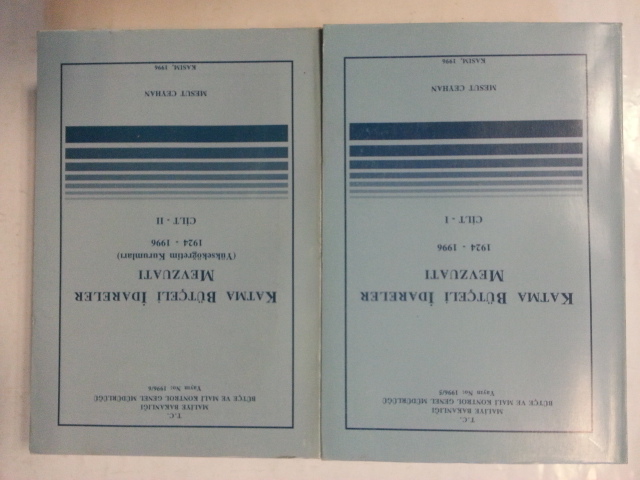 T.C.
MALİYE BAKANLIĞI
BÜTÇE VE MALİ KONTROL GENEL MÜDÜRLÜĞÜ
Yayın No: 1996/5
KATMA BÜTÇELİ İDARELER
MEVZUATI
1924 - 1996
CİLT - I
MESUT CEYHAN
KASIM, 1996
T.C.
MALİYE BAKANLIĞI
BÜTÇE VE MALİ KONTROL GENEL MÜDÜRLÜĞÜ
Yayın No: 1996/6
KATMA BÜTÇELİ İDARELER
MEVZUATI
(Yükseköğretim Kurumları)
1924 - 1996
CİLT - II
MESUT CEYHAN
KASIM, 1996